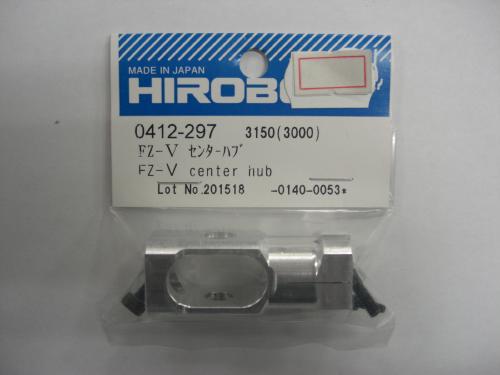 MADE IN JAPAN
HIROBO
0412-297 3150(3000)
FZ-V センターハブ
FZ-V center hub
Lot No.201518 -0140-0053*